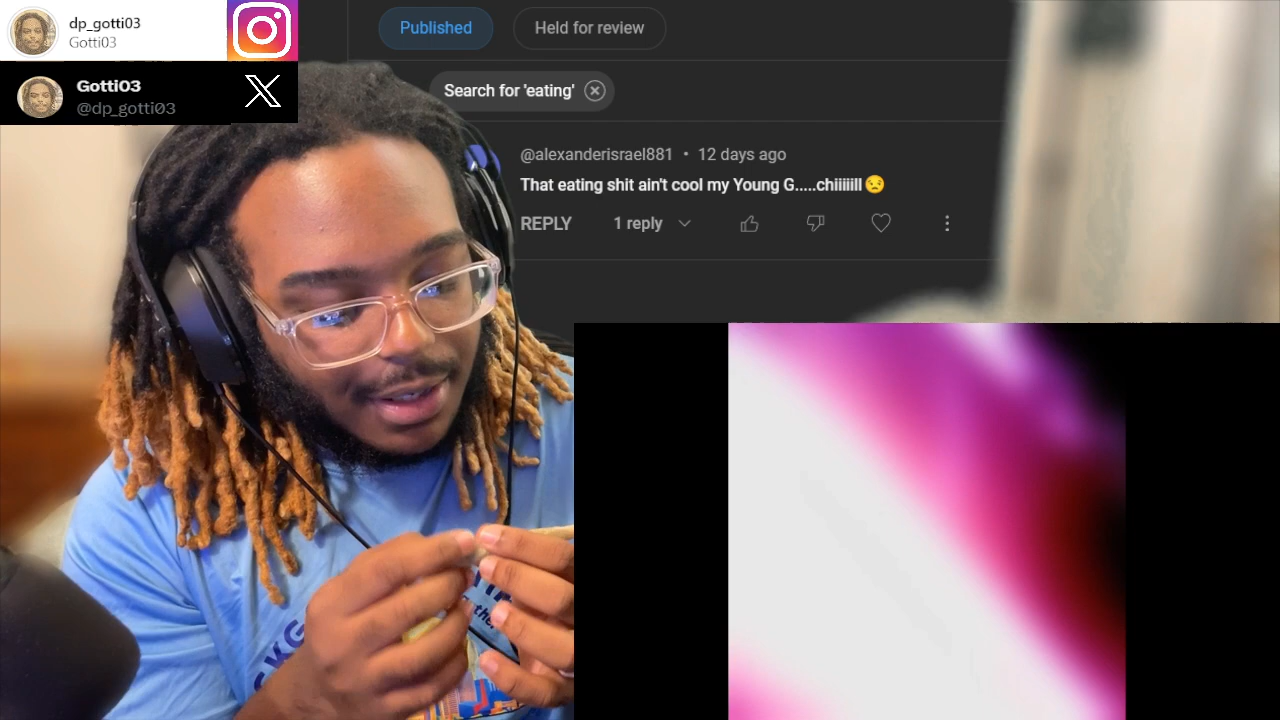 dp_gotti03
Gotti03
Gotti03
@dp_gotti03
Published
Held for review
Search for 'eating'
@alexanderisrael881 • 12 days ago
That eating shit ain't cool my Young G.....chiiiiiill😒
REPLY 1 reply